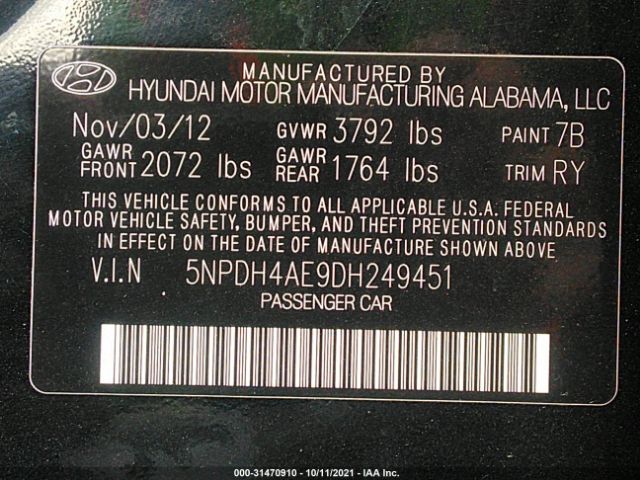 MANUFACTURED BY
HYUNDAI MOTOR MANUFACTURING ALABAMA, LLC
Nov/03/12 GVWR 3792 lbs PAINT 7B
GAWR FRONT 2072 lbs GAWR REAR 1764 lbs TRIM RY
THIS VEHICLE CONFORMS TO ALL APPLICABLE U.S.A. FEDERAL
MOTOR VEHICLE SAFETY, BUMPER, AND THEFT PREVENTION STANDARDS
IN EFFECT ON THE DATE OF MANUFACTURE SHOWN ABOVE
V.I.N 5NPDH4AE9DH249451
PASSENGER CAR
000-31470910 - 10/11/2021 - IAA Inc.